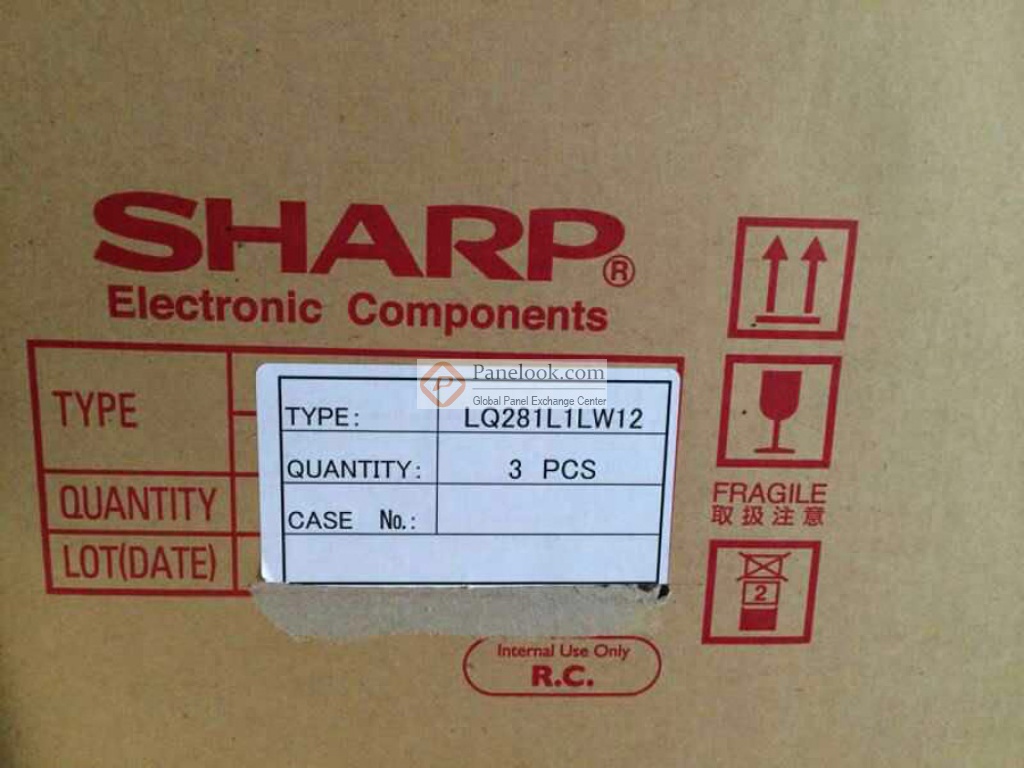 SHARP®
Electronic Components
TYPE
QUANTITY
LOT(DATE)
Panelook.com
Global Panel Exchange Center
TYPE: LQ281L1LW12
QUANTITY: 3 PCS
CASE No.:
FRAGILE
取扱注意
2
Internal Use Only
R.C.